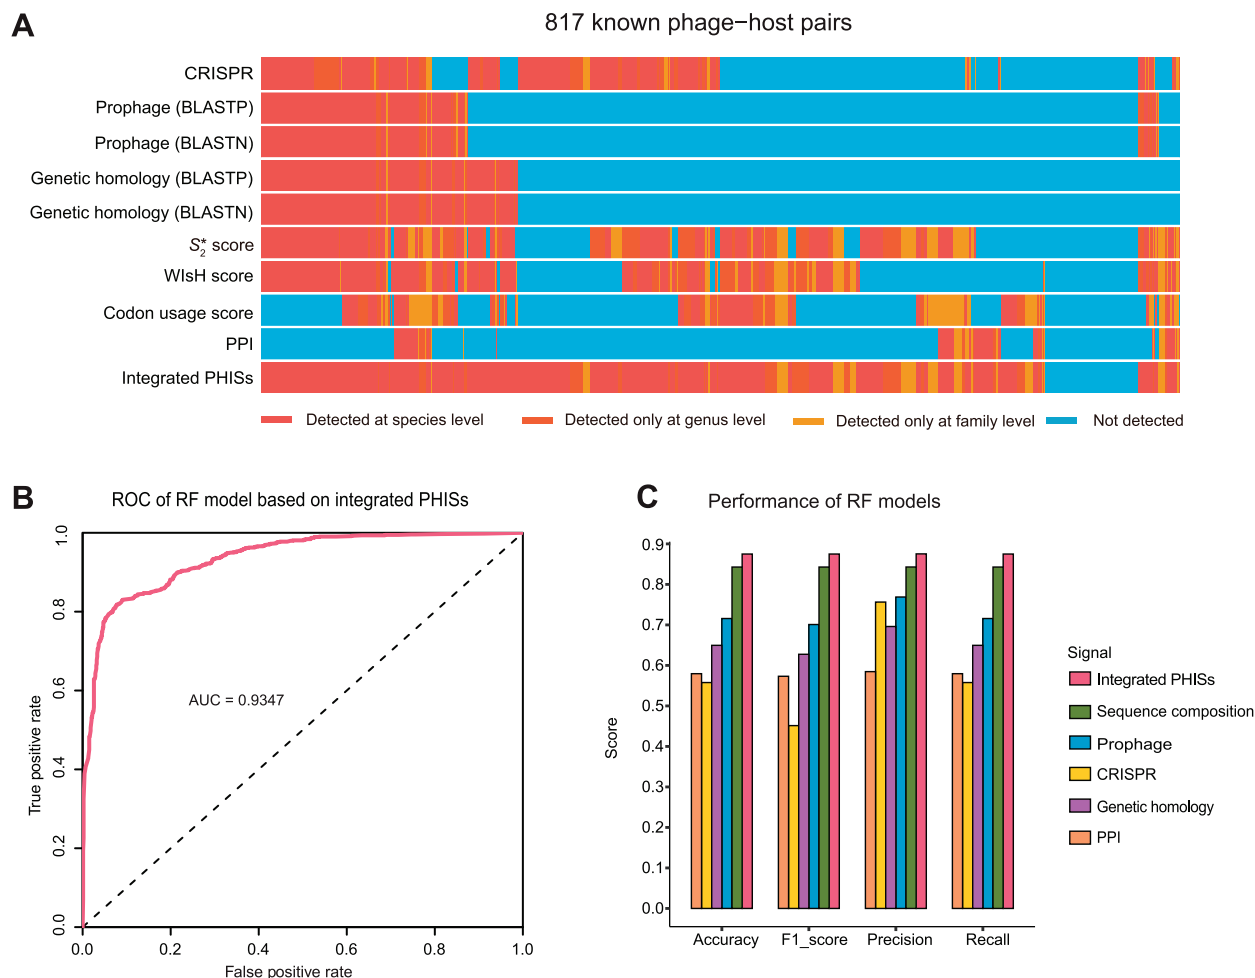 A
817 known phage−host pairs
CRISPR
Prophage (BLASTP)
Prophage (BLASTN)
Genetic homology (BLASTP)
Genetic homology (BLASTN)
S₂* score
WIsH score
Codon usage score
PPI
Integrated PHISs
Detected at species level
Detected only at genus level
Detected only at family level
Not detected
B
ROC of RF model based on integrated PHISs
1.0
0.8
0.6
0.4
0.2
0.0
True positive rate
AUC = 0.9347
0.0
0.2
0.4
0.6
0.8
1.0
False positive rate
C
Performance of RF models
0.9
0.8
0.7
0.6
0.5
0.4
0.3
0.2
0.1
0.0
Score
Accuracy
F1_score
Precision
Recall
Signal
Integrated PHISs
Sequence composition
Prophage
CRISPR
Genetic homology
PPI